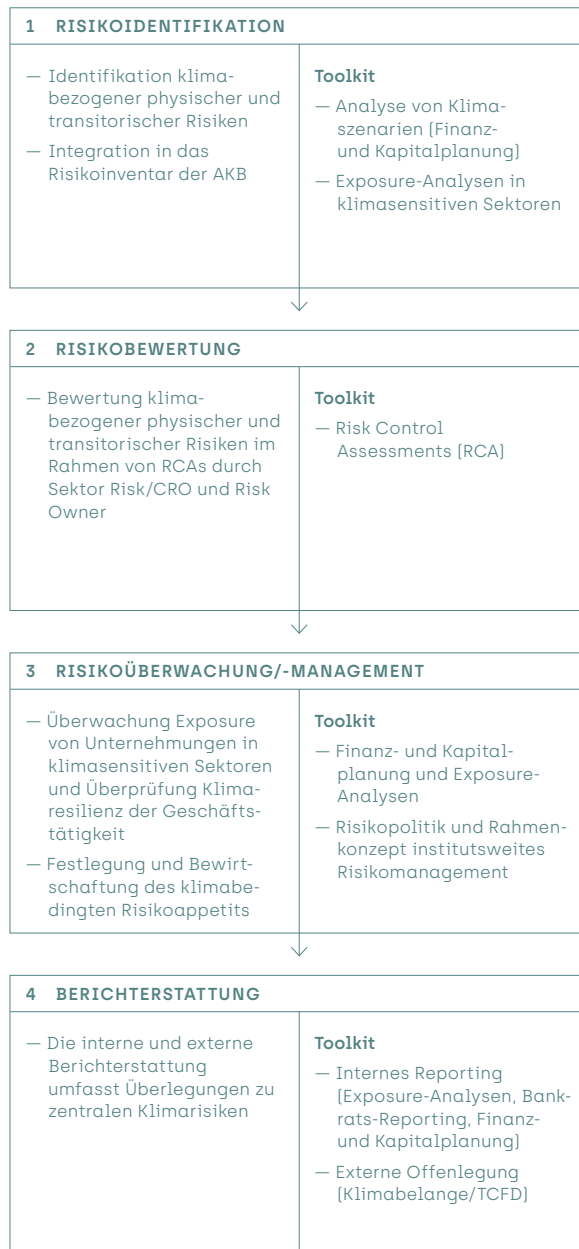 1 RISIKOIDENTIFIKATION
— Identifikation klima-
bezogener physischer und
transitorischer Risiken
— Integration in das
Risikoinventar der AKB
Toolkit
— Analyse von Klima-
szenarien (Finanz-
und Kapitalplanung)
— Exposure-Analysen in
klimasensitiven Sektoren
2 RISIKOBEWERTUNG
— Bewertung klima-
bezogener physischer und
transitorischer Risiken im
Rahmen von RCAs durch
Sektor Risk/CRO und Risk
Owner
Toolkit
— Risk Control
Assessments (RCA)
3 RISIKOÜBERWACHUNG/-MANAGEMENT
— Überwachung Exposure
von Unternehmungen in
klimasensitiven Sektoren
und Überprüfung Klima-
resilienz der Geschäfts-
tätigkeit
— Festlegung und Bewirt-
schaftung des klimabe-
dingten Risikoappetits
Toolkit
— Finanz- und Kapital-
planung und Exposure-
Analysen
— Risikopolitik und Rahmen-
konzept institutsweites
Risikomanagement
4 BERICHTERSTATTUNG
— Die interne und externe
Berichterstattung
umfasst Überlegungen zu
zentralen Klimarisiken
Toolkit
— Internes Reporting
(Exposure-Analysen, Bank-
rats-Reporting, Finanz-
und Kapitalplanung)
— Externe Offenlegung
(Klimabelange/TCFD)